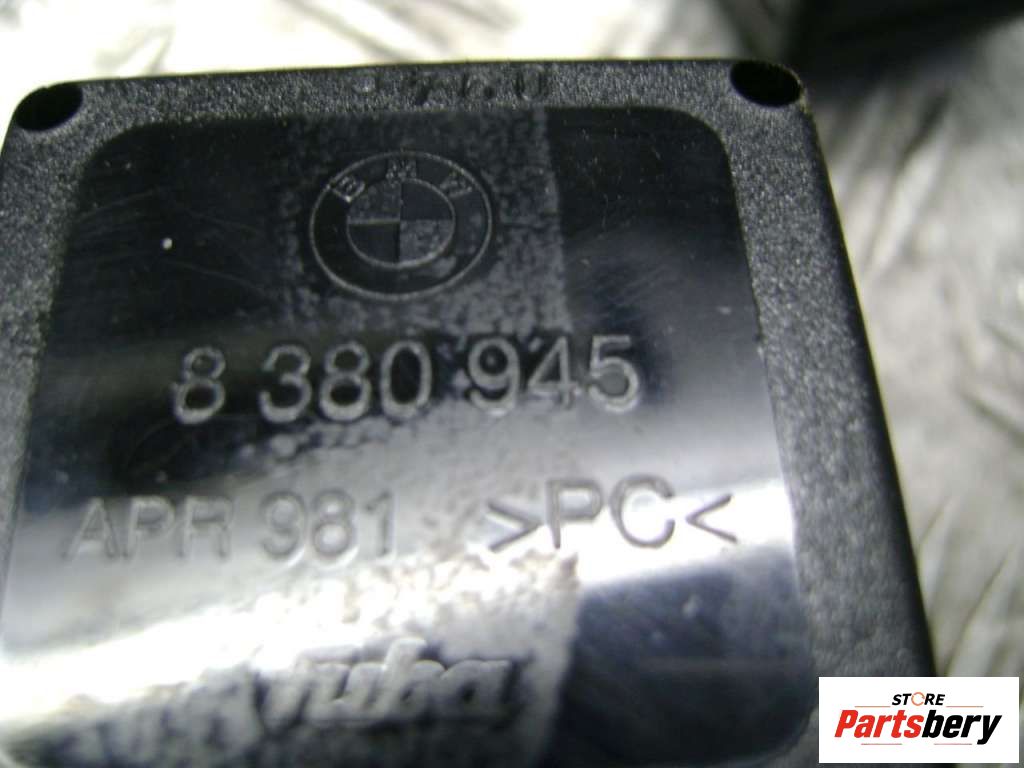 BMW
8 380 945
APR 981 >PC<
STORE
Partsbery